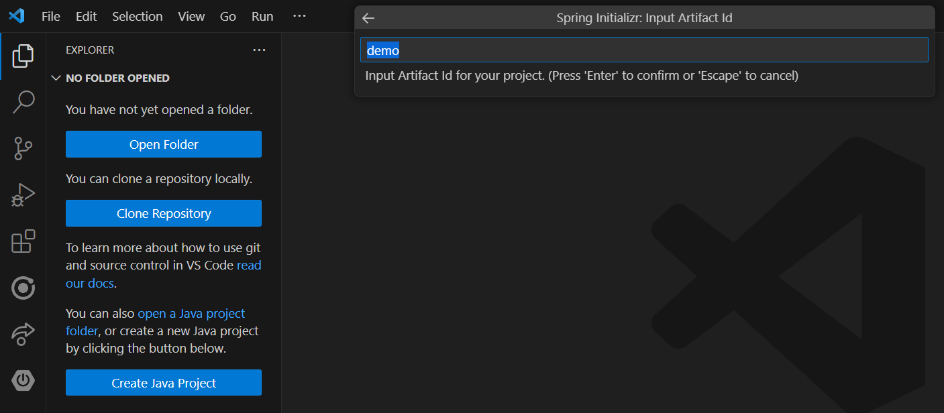 File Edit Selection View Go Run ···
Spring Initializr: Input Artifact Id
demo
Input Artifact Id for your project. (Press 'Enter' to confirm or 'Escape' to cancel)
EXPLORER ···
NO FOLDER OPENED
You have not yet opened a folder.
Open Folder
You can clone a repository locally.
Clone Repository
To learn more about how to use git
and source control in VS Code read
our docs.
You can also open a Java project
folder, or create a new Java project
by clicking the button below.
Create Java Project